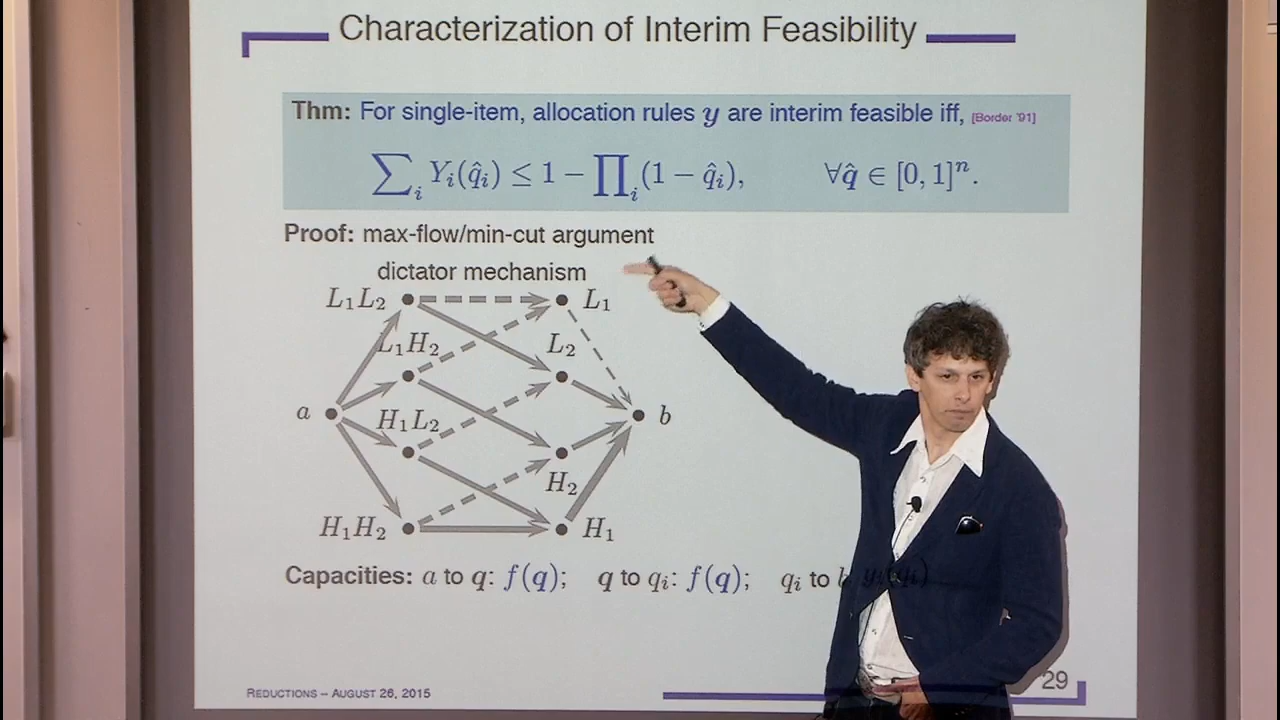 Characterization of Interim Feasibility
Thm: For single-item, allocation rules y are interim feasible iff, [Border '91]
∑ᵢ Yᵢ(q̂ᵢ) ≤ 1 − ∏ᵢ(1 − q̂ᵢ), ∀q̂ ∈ [0, 1]ⁿ.
Proof: max-flow/min-cut argument
dictator mechanism
L₁L₂ L₁
L₁H₂ L₂
a H₁L₂ b
H₂
H₁H₂ H₁
Capacities: a to q: f(q); q to qᵢ: f(q); qᵢ to b yᵢ(qᵢ)
REDUCTIONS – AUGUST 26, 2015
29